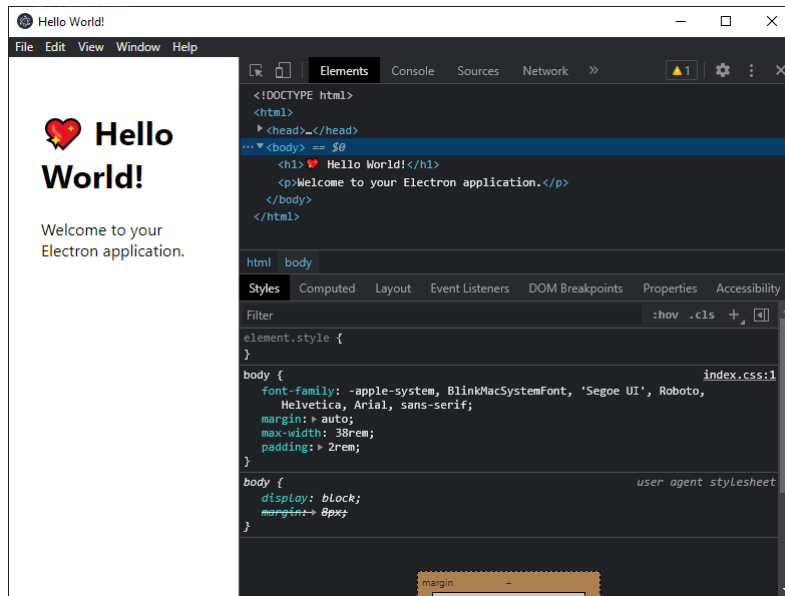 Hello World!
File Edit View Window Help
💖 Hello
World!
Welcome to your
Electron application.
Elements Console Sources Network » 1
<!DOCTYPE html>
<html>
<head>…</head>
<body> == $0
<h1>💖 Hello World!</h1>
<p>Welcome to your Electron application.</p>
</body>
</html>
html body
Styles Computed Layout Event Listeners DOM Breakpoints Properties Accessibility
Filter :hov .cls +
element.style {
}
body { index.css:1
font-family: -apple-system, BlinkMacSystemFont, 'Segoe UI', Roboto,
Helvetica, Arial, sans-serif;
margin: auto;
max-width: 38rem;
padding: 2rem;
}
body { user agent stylesheet
display: block;
margin: 8px;
}
margin –